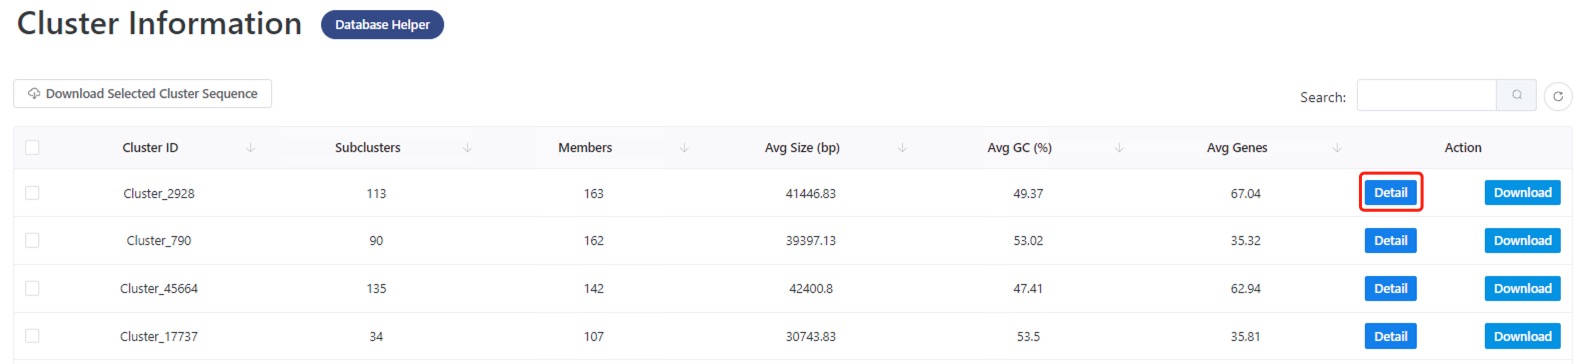 Cluster Information Database Helper
Download Selected Cluster Sequence Search:
Cluster ID Subclusters Members Avg Size (bp) Avg GC (%) Avg Genes Action
Cluster_2928 113 163 41446.83 49.37 67.04 Detail Download
Cluster_790 90 162 39397.13 53.02 35.32 Detail Download
Cluster_45664 135 142 42400.8 47.41 62.94 Detail Download
Cluster_17737 34 107 30743.83 53.5 35.81 Detail Download